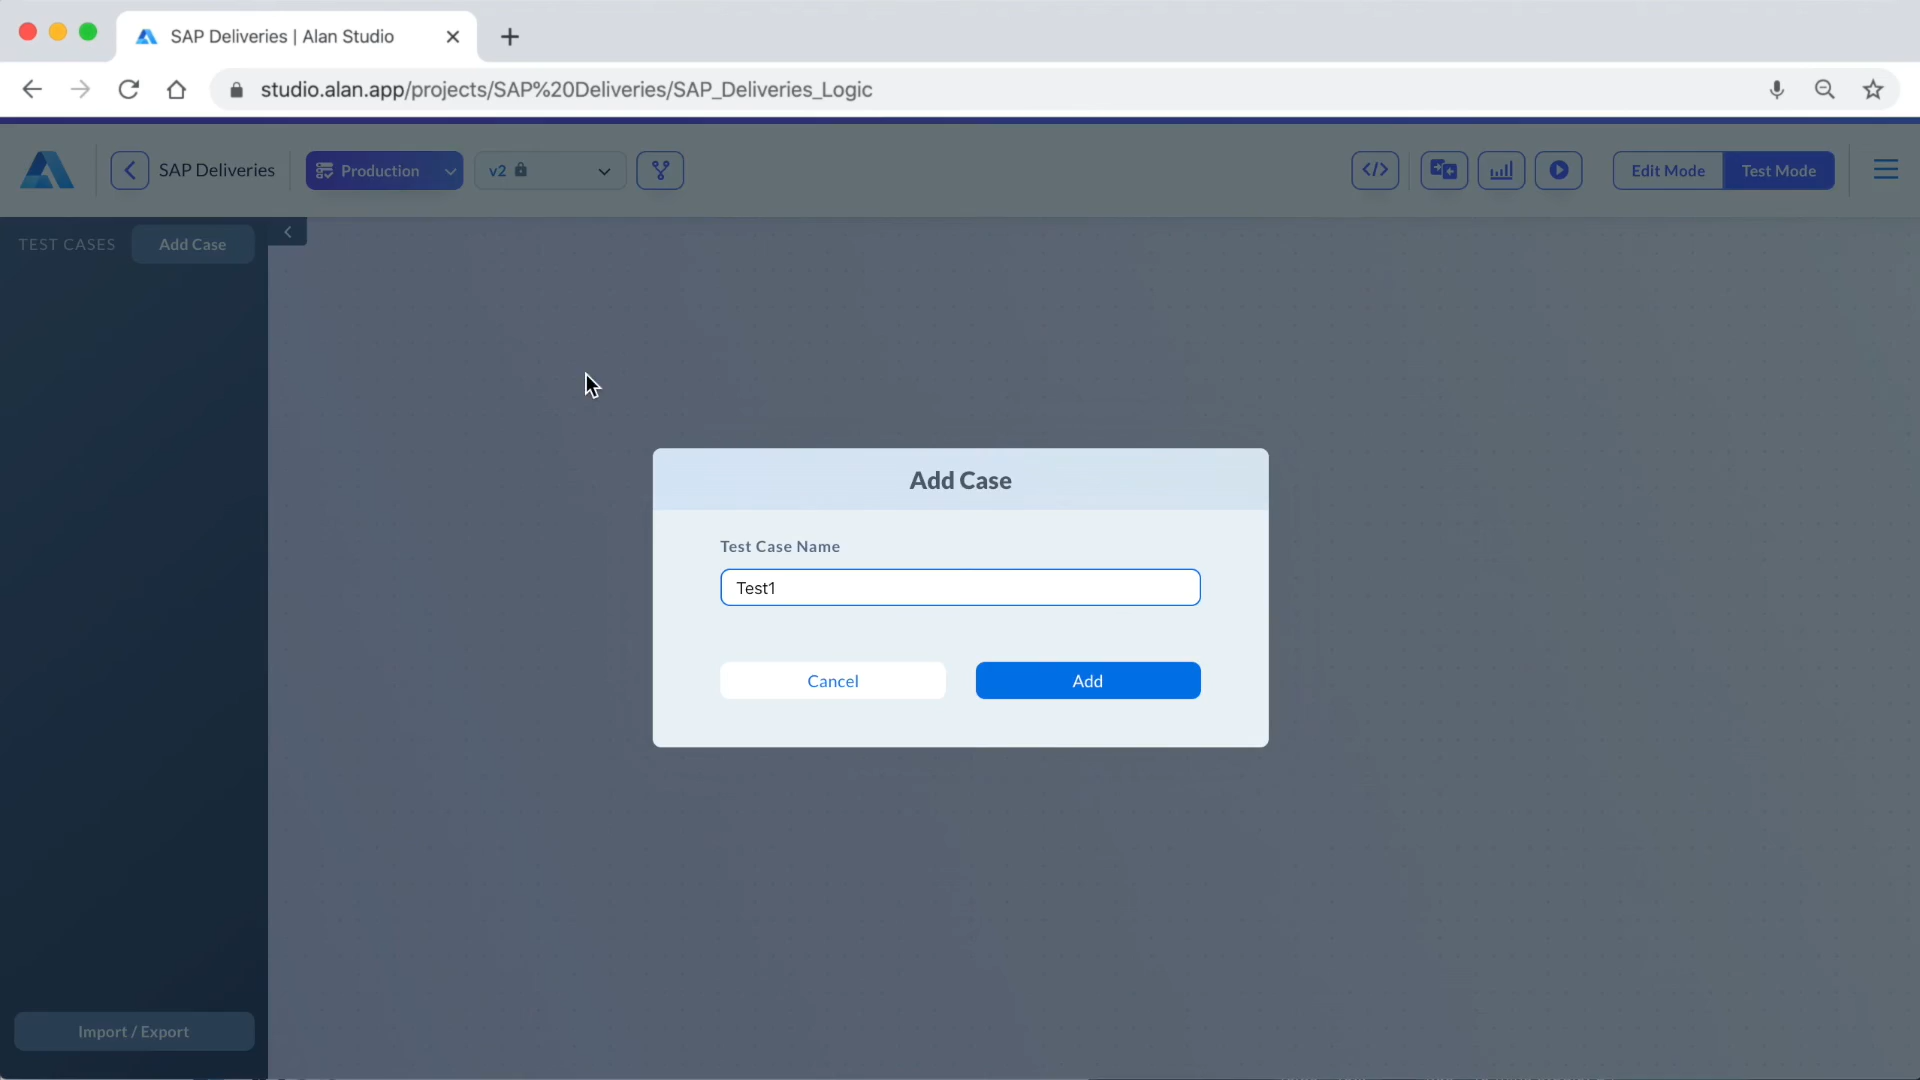 SAP Deliveries | Alan Studio
studio.alan.app/projects/SAP%20Deliveries/SAP_Deliveries_Logic
SAP Deliveries
Production
v2
Edit Mode
Test Mode
TEST CASES
Add Case
Add Case
Test Case Name
Test1
Cancel
Add
Import / Export